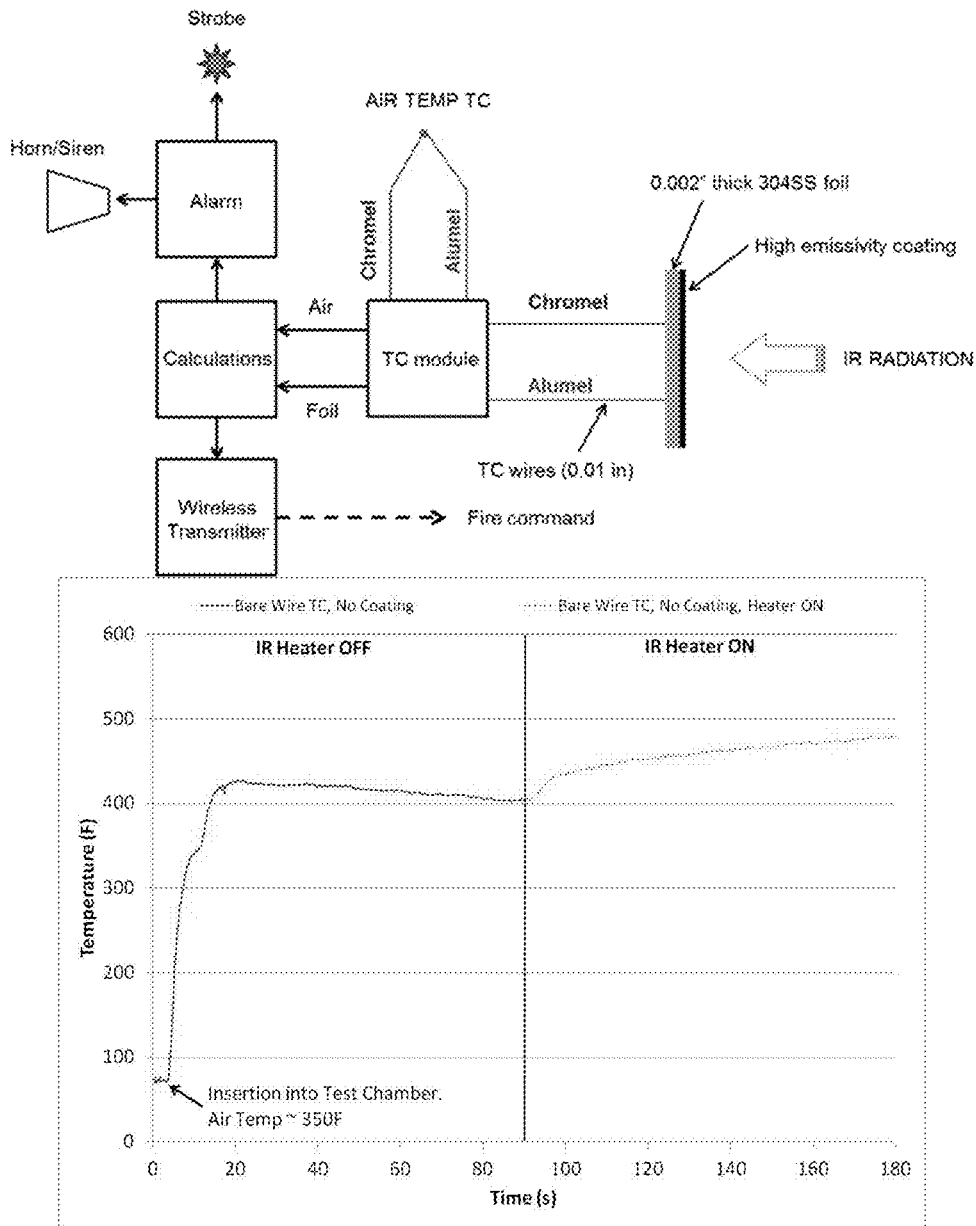 Strobe
AIR TEMP TC
Horn/Siren
Alarm
0.002" thick 304SS foil
High emissivity coating
Chromel
Alumel
Air
Chromel
Calculations
TC module
IR RADIATION
Foil
Alumel
TC wires (0.01 in)
Wireless
Transmitter
Fire command
Bare Wire TC, No Coating
Bare Wire TC, No Coating, Heater ON
600
IR Heater OFF
IR Heater ON
500
400
300
200
100
0
Temperature (F)
Insertion into Test Chamber.
Air Temp ~ 350F
0 20 40 60 80 100 120 140 160 180
Time (s)